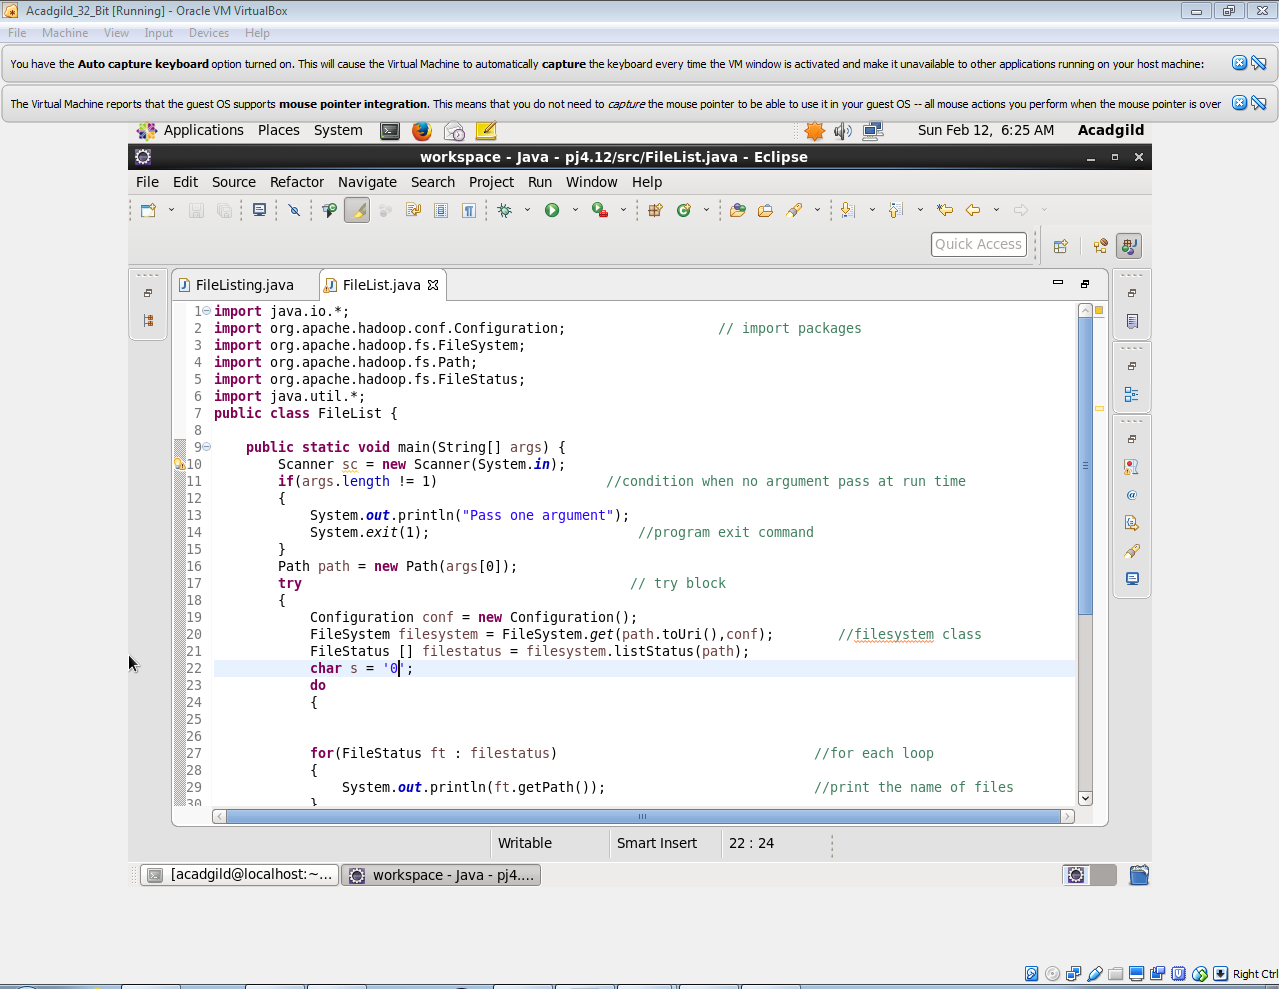 Acadgild_32_Bit [Running] - Oracle VM VirtualBox
File Machine View Input Devices Help
You have the Auto capture keyboard option turned on. This will cause the Virtual Machine to automatically capture the keyboard every time the VM window is activated and make it unavailable to other applications running on your host machine:
The Virtual Machine reports that the guest OS supports mouse pointer integration. This means that you do not need to capture the mouse pointer to be able to use it in your guest OS -- all mouse actions you perform when the mouse pointer is over
Applications Places System Sun Feb 12, 6:25 AM Acadgild
workspace - Java - pj4.12/src/FileList.java - Eclipse
File Edit Source Refactor Navigate Search Project Run Window Help
Quick Access
FileListing.java FileList.java
1 import java.io.*;
2 import org.apache.hadoop.conf.Configuration; // import packages
3 import org.apache.hadoop.fs.FileSystem;
4 import org.apache.hadoop.fs.Path;
5 import org.apache.hadoop.fs.FileStatus;
6 import java.util.*;
7 public class FileList {
8
9 public static void main(String[] args) {
10 Scanner sc = new Scanner(System.in);
11 if(args.length != 1) //condition when no argument pass at run time
12 {
13 System.out.println("Pass one argument");
14 System.exit(1); //program exit command
15 }
16 Path path = new Path(args[0]);
17 try // try block
18 {
19 Configuration conf = new Configuration();
20 FileSystem filesystem = FileSystem.get(path.toUri(),conf); //filesystem class
21 FileStatus [] filestatus = filesystem.listStatus(path);
22 char s = '0';
23 do
24 {
25
26
27 for(FileStatus ft : filestatus) //for each loop
28 {
29 System.out.println(ft.getPath()); //print the name of files
30 }
Writable Smart Insert 22 : 24
[acadgild@localhost:~... workspace - Java - pj4....
Right Ctrl